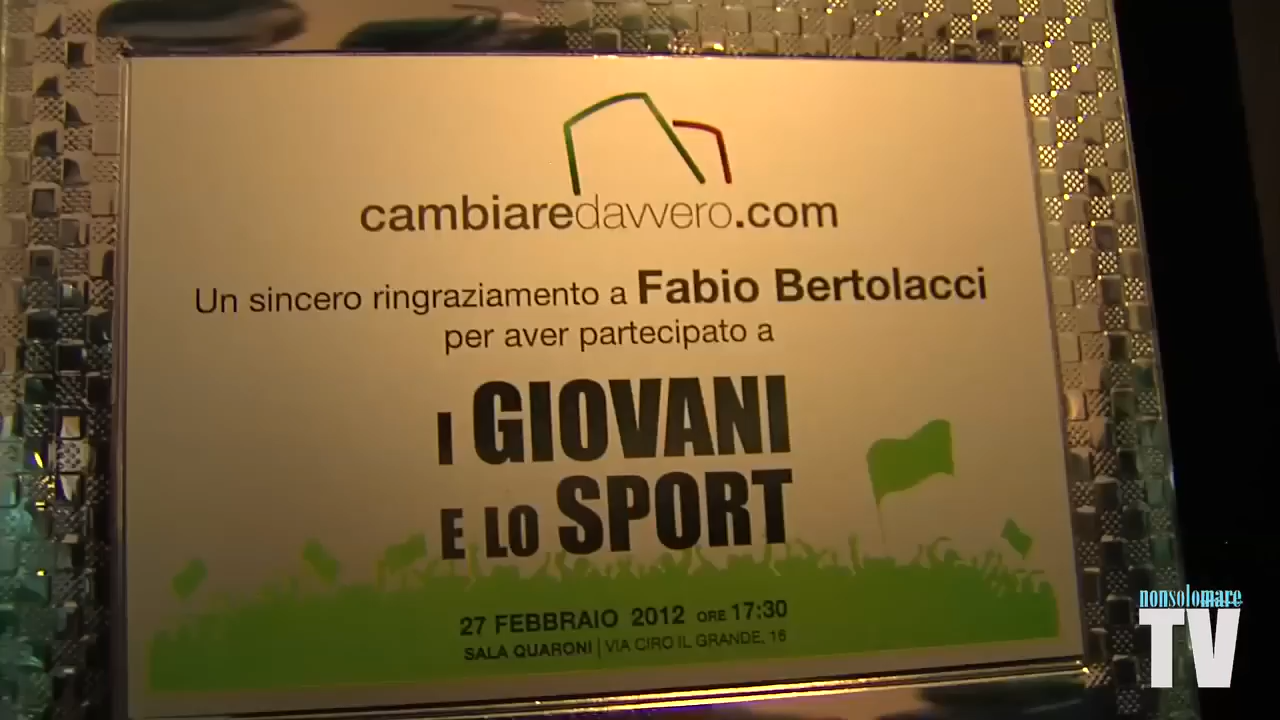 cambiaredavvero.com
Un sincero ringraziamento a Fabio Bertolacci
per aver partecipato a
I GIOVANI
E LO SPORT
27 FEBBRAIO 2012 ORE 17:30
SALA QUARONI | VIA CIRO IL GRANDE, 16
nonsolomare
TV